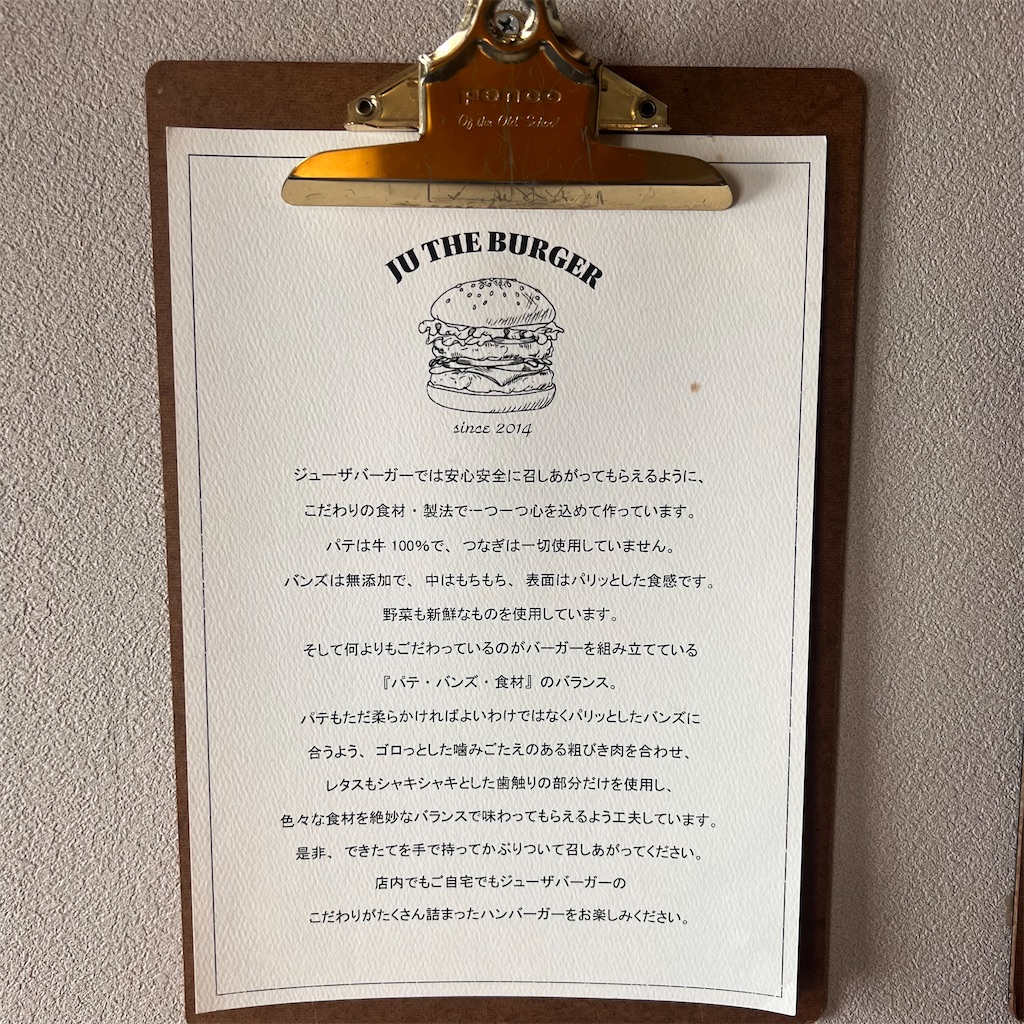 penco
Of the Old School
JU THE BURGER
since 2014
ジューザバーガーでは安心安全に召しあがってもらえるように、
こだわりの食材・製法で一つ一つ心を込めて作っています。
パテは牛 100%で、つなぎは一切使用していません。
バンズは無添加で、中はもちもち、表面はパリッとした食感です。
野菜も新鮮なものを使用しています。
そして何よりもこだわっているのがバーガーを組み立てている
『パテ・バンズ・食材』のバランス。
パテもただ柔らかければよいわけではなくパリッとしたバンズに
合うよう、ゴロっとした噛みごたえのある粗びき肉を合わせ、
レタスもシャキシャキとした歯触りの部分だけを使用し、
色々な食材を絶妙なバランスで味わってもらえるよう工夫しています。
是非、できたてを手で持ってかぶりついて召しあがってください。
店内でもご自宅でもジューザバーガーの
こだわりがたくさん詰まったハンバーガーをお楽しみください。